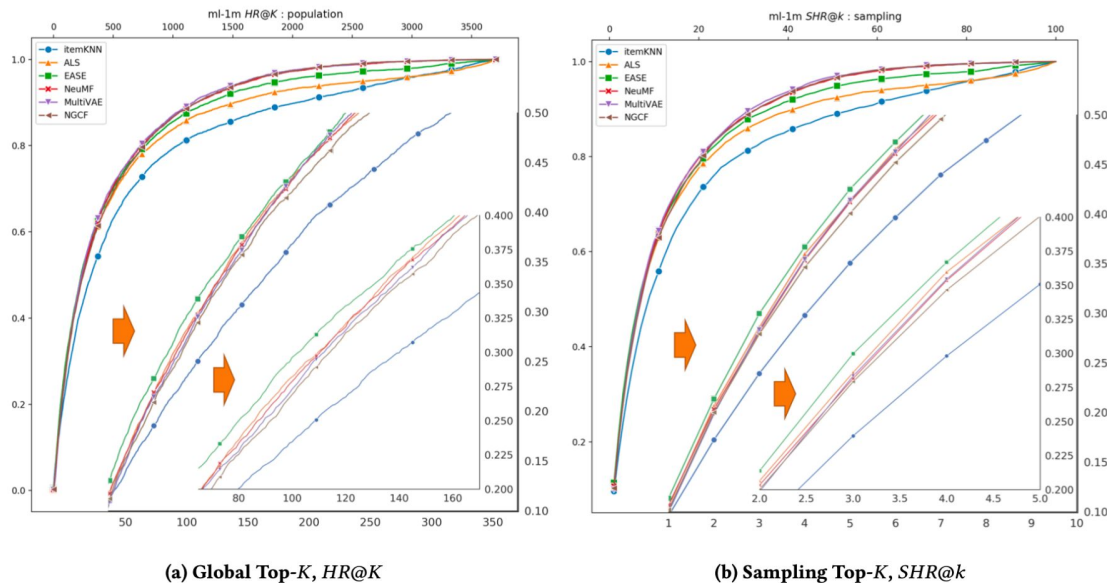 ml-1m HR@K : population
0 500 1000 1500 2000 2500 3000 3500
1.0
0.8
0.6
0.4
0.2
0.0
itemKNN
ALS
EASE
NeuMF
MultiVAE
NGCF
0.50
0.45
0.40
0.35
0.30
0.25
0.20
0.15
0.10
0.400
0.375
0.350
0.325
0.300
0.275
0.250
0.225
0.200
80 100 120 140 160
50 100 150 200 250 300 350
(a) Global Top-K, HR@K
ml-1m SHR@k : sampling
0 20 40 60 80 100
1.0
0.8
0.6
0.4
0.2
itemKNN
ALS
EASE
NeuMF
MultiVAE
NGCF
0.50
0.45
0.40
0.35
0.30
0.25
0.20
0.15
0.10
0.400
0.375
0.350
0.325
0.300
0.275
0.250
0.225
0.200
2.0 2.5 3.0 3.5 4.0 4.5 5.0
1 2 3 4 5 6 7 8 9 10
(b) Sampling Top-K, SHR@k